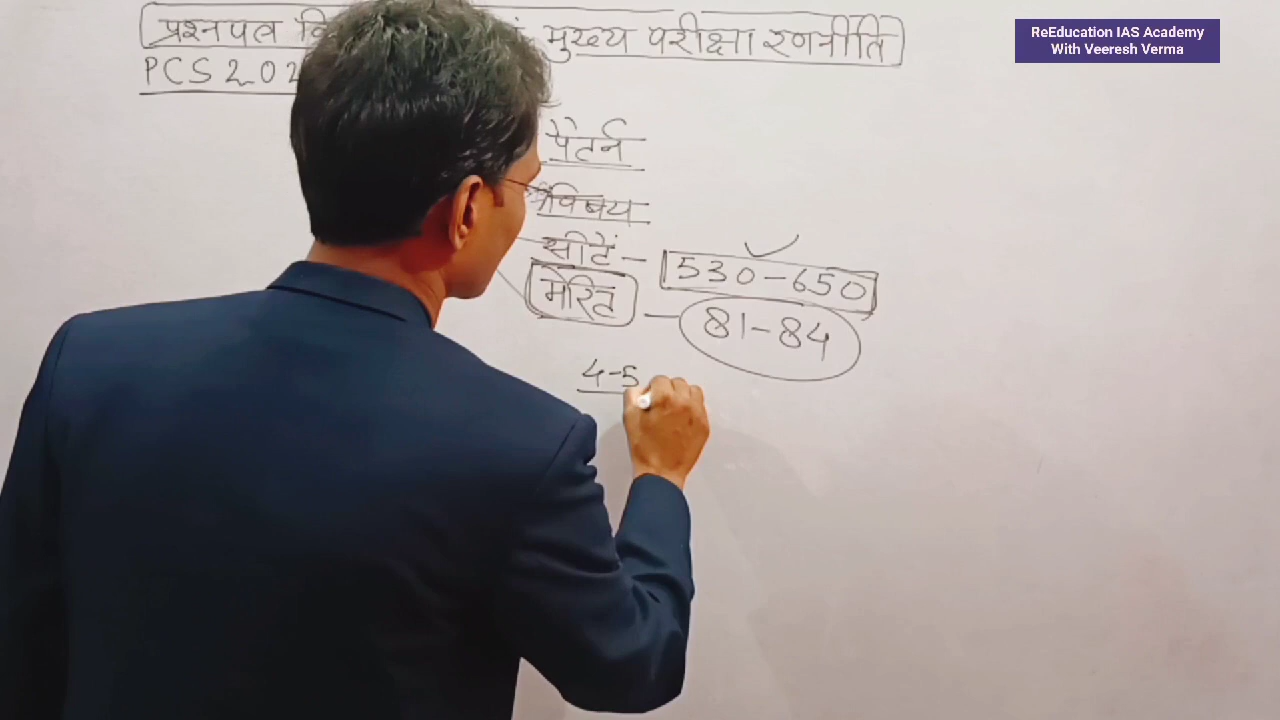 प्रश्नपत्र मुख्य परीक्षा रणनीति
PCS 202
पैटर्न
विषय
सीटें - 530-650
मेरिट - 81-84
4-5
ReEducation IAS Academy
With Veeresh Verma